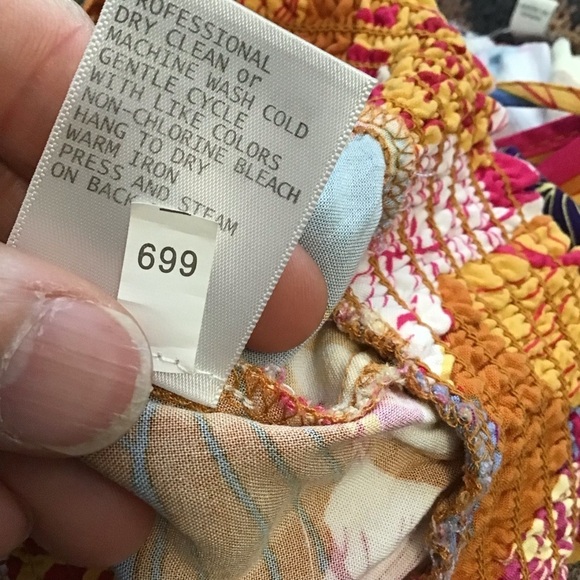 PROFESSIONAL
DRY CLEAN or
MACHINE WASH COLD
GENTLE CYCLE
WITH LIKE COLORS
NON-CHLORINE BLEACH
HANG TO DRY
WARM IRON
PRESS AND STEAM
ON BACK
699